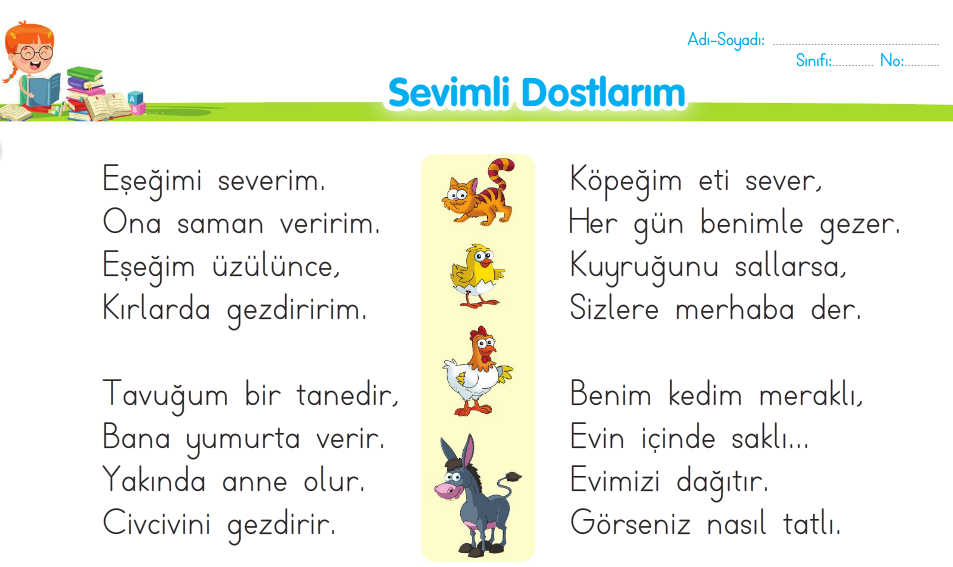 Adı-Soyadı: ........................................................
Sınıfı:.............. No:............
Sevimli Dostlarım
Eşeğimi severim.
Ona saman veririm.
Eşeğim üzülünce,
Kırlarda gezdiririm.
Tavuğum bir tanedir,
Bana yumurta verir.
Yakında anne olur.
Civcivini gezdirir.
Köpeğim eti sever,
Her gün benimle gezer.
Kuyruğunu sallarsa,
Sizlere merhaba der.
Benim kedim meraklı,
Evin içinde saklı...
Evimizi dağıtır.
Görseniz nasıl tatlı.